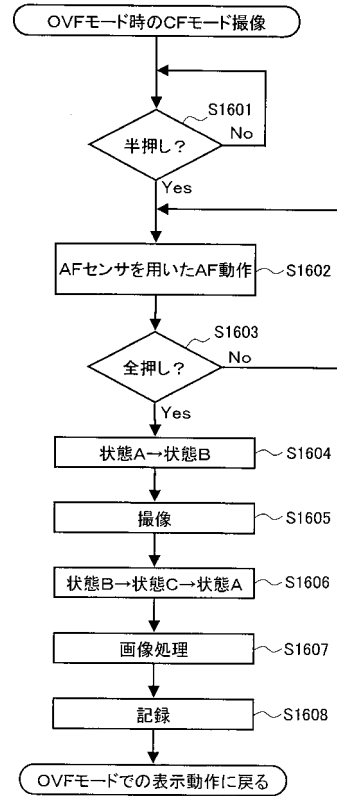 OVFモード時のCFモード撮像
S1601
半押し?
No
Yes
AFセンサを用いたAF動作
S1602
S1603
全押し?
No
Yes
状態A→状態B
S1604
撮像
S1605
状態B→状態C→状態A
S1606
画像処理
S1607
記録
S1608
OVFモードでの表示動作に戻る